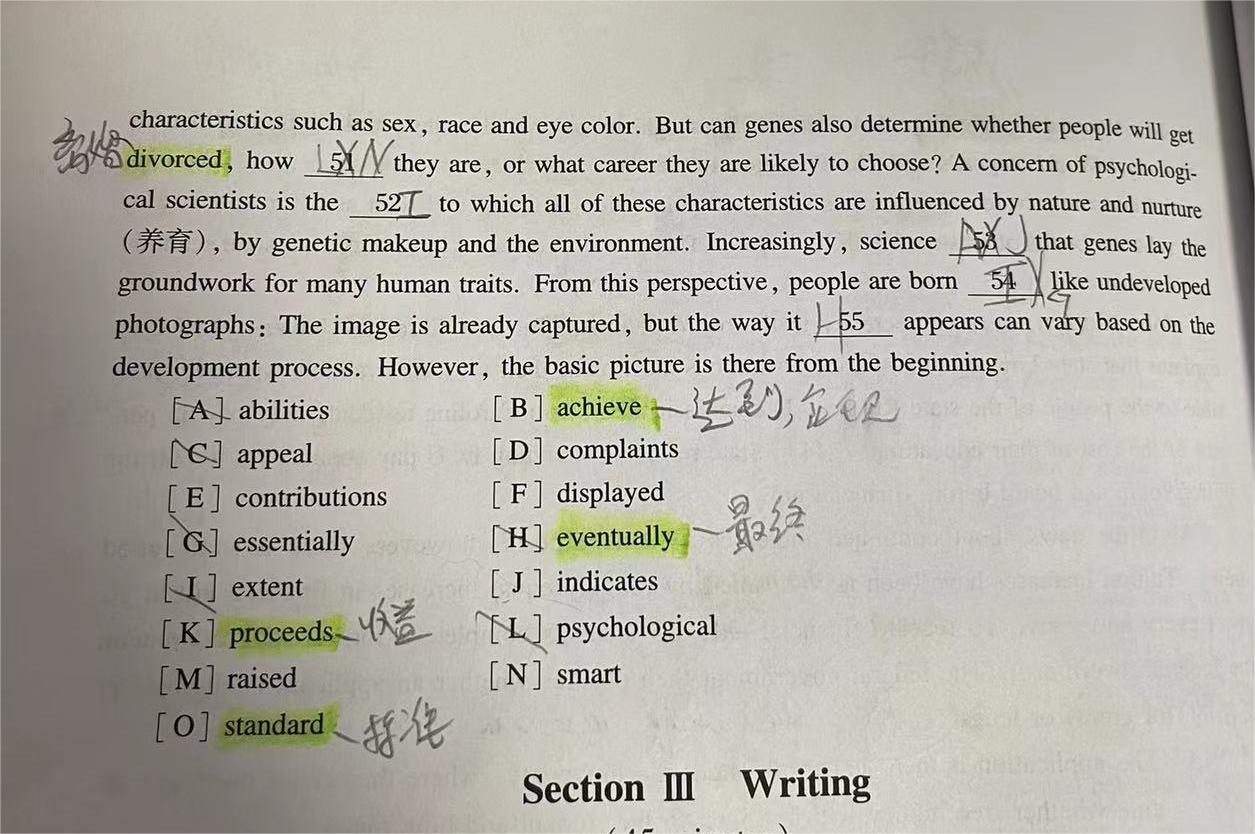 characteristics such as sex, race and eye color. But can genes also determine whether people will get
离婚 divorced, how 51 N they are, or what career they are likely to choose? A concern of psychologi-
cal scientists is the 52 I to which all of these characteristics are influenced by nature and nurture
（养育）, by genetic makeup and the environment. Increasingly, science 53 J that genes lay the
groundwork for many human traits. From this perspective, people are born 54 G like undeveloped
photographs: The image is already captured, but the way it 55 appears can vary based on the
development process. However, the basic picture is there from the beginning.
[A] abilities [B] achieve 达到,
[C] appeal [D] complaints
[E] contributions [F] displayed
[G] essentially [H] eventually 最终
[I] extent [J] indicates
[K] proceeds 收益 [L] psychological
[M] raised [N] smart
[O] standard 标准
Section III Writing